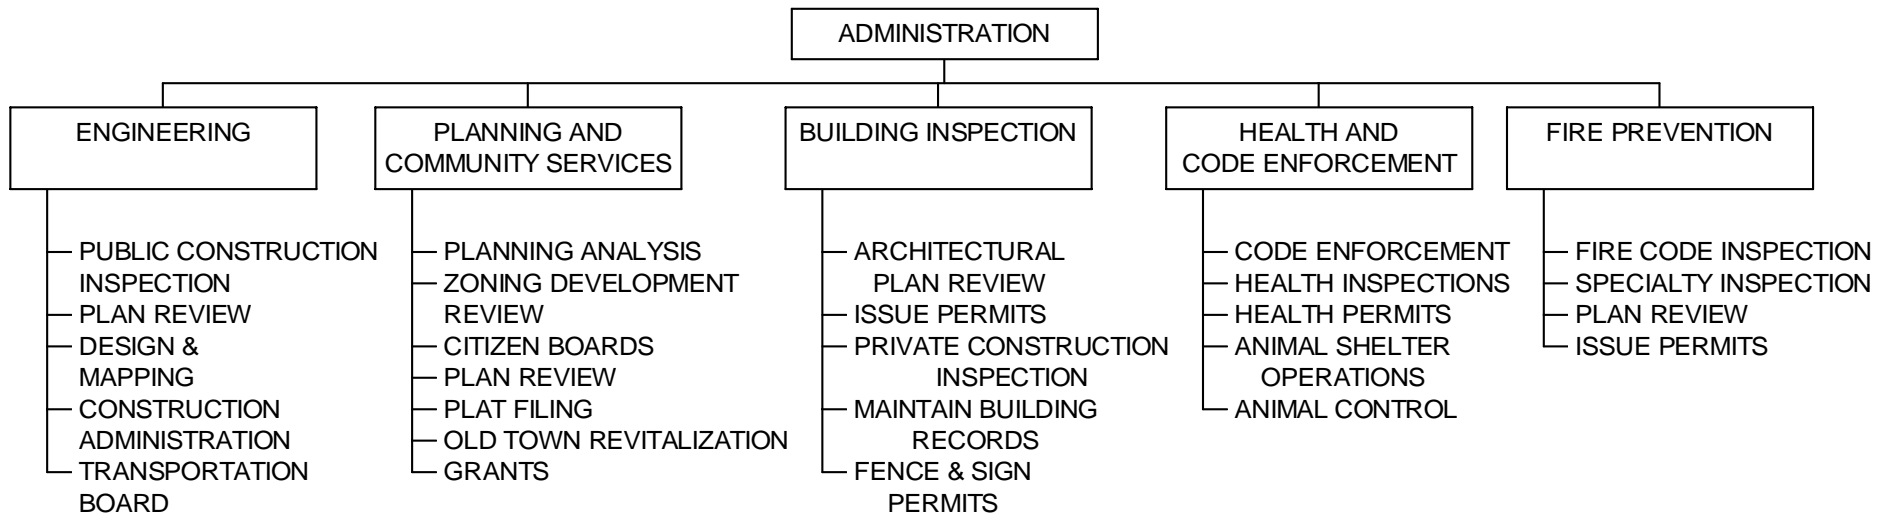 ADMINISTRATION
ENGINEERING
PUBLIC CONSTRUCTION
INSPECTION
PLAN REVIEW
DESIGN &
MAPPING
CONSTRUCTION
ADMINISTRATION
TRANSPORTATION
BOARD
PLANNING AND
COMMUNITY SERVICES
PLANNING ANALYSIS
ZONING DEVELOPMENT
REVIEW
CITIZEN BOARDS
PLAN REVIEW
PLAT FILING
OLD TOWN REVITALIZATION
GRANTS
BUILDING INSPECTION
ARCHITECTURAL
PLAN REVIEW
ISSUE PERMITS
PRIVATE CONSTRUCTION
INSPECTION
MAINTAIN BUILDING
RECORDS
FENCE & SIGN
PERMITS
HEALTH AND
CODE ENFORCEMENT
CODE ENFORCEMENT
HEALTH INSPECTIONS
HEALTH PERMITS
ANIMAL SHELTER
OPERATIONS
ANIMAL CONTROL
FIRE PREVENTION
FIRE CODE INSPECTION
SPECIALTY INSPECTION
PLAN REVIEW
ISSUE PERMITS